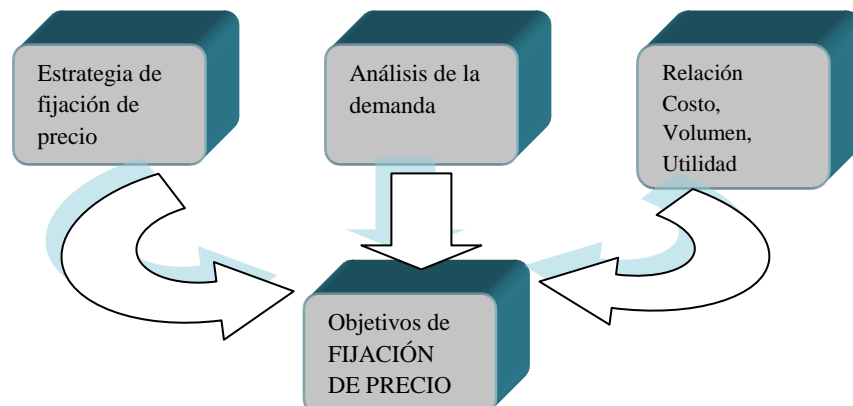 Estrategia de
fijación de
precio
Análisis de la
demanda
Relación
Costo,
Volumen,
Utilidad
Objetivos de
FIJACIÓN
DE PRECIO